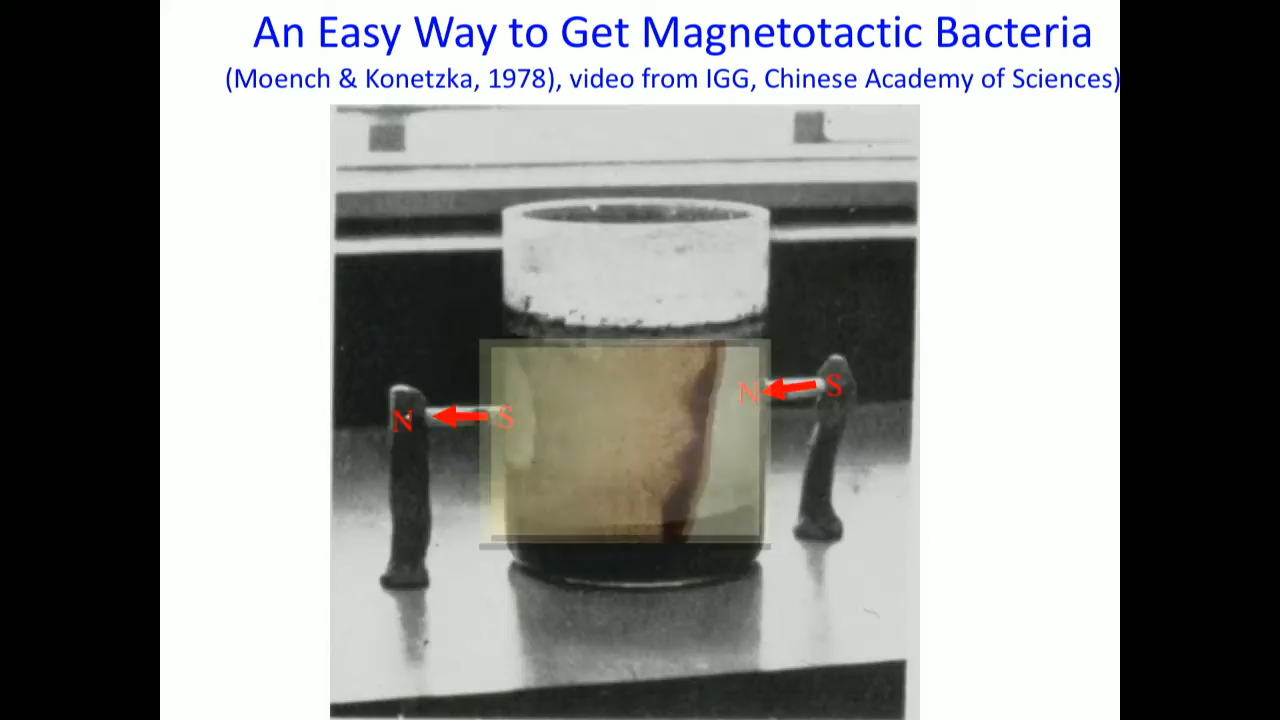 An Easy Way to Get Magnetotactic Bacteria
(Moench & Konetzka, 1978), video from IGG, Chinese Academy of Sciences)
N S
N S